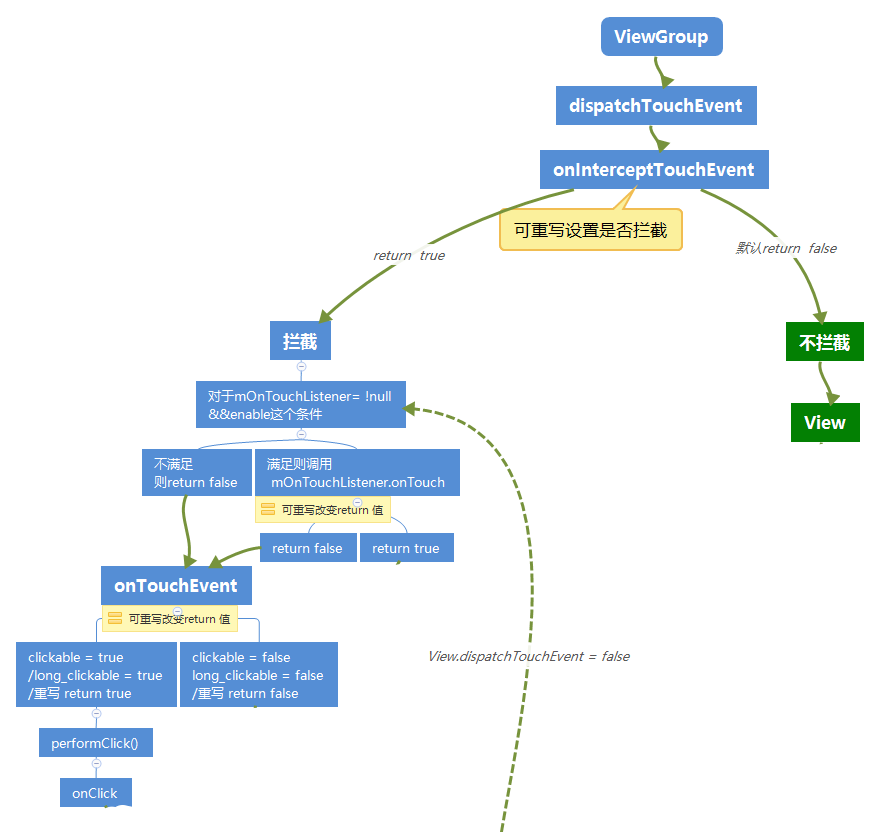 ViewGroup
dispatchTouchEvent
onInterceptTouchEvent
可重写设置是否拦截
return  true
默认return  false
拦截
不拦截
对于mOnTouchListener= !null
&&enable这个条件
View
不满足
则return false
满足则调用
mOnTouchListener.onTouch
可重写改变return 值
return false
return true
onTouchEvent
可重写改变return 值
clickable = true
/long_clickable = true
/重写 return true
clickable = false
long_clickable = false
/重写 return false
View.dispatchTouchEvent = false
performClick()
onClick